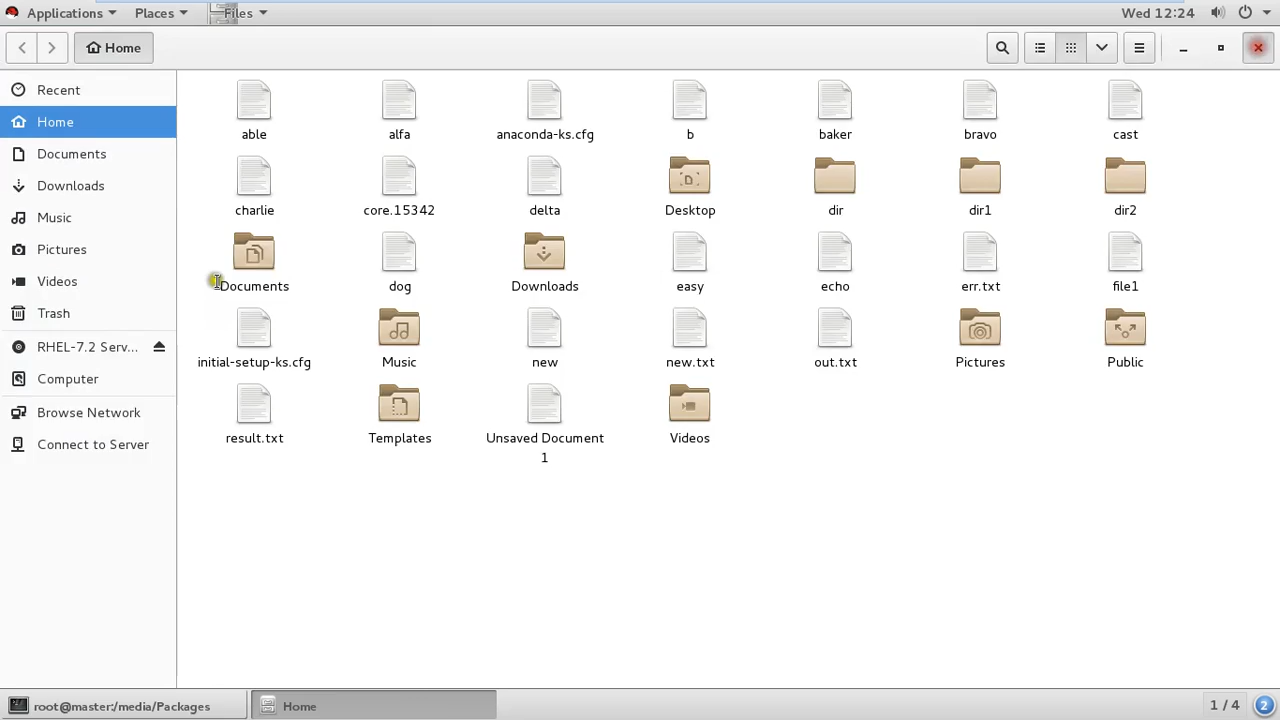 Applications Places Files Wed 12:24
Home
Recent
Home
Documents
Downloads
Music
Pictures
Videos
Trash
RHEL-7.2 Serv...
Computer
Browse Network
Connect to Server
able alfa anaconda-ks.cfg b baker bravo cast
charlie core.15342 delta Desktop dir dir1 dir2
Documents dog Downloads easy echo err.txt file1
initial-setup-ks.cfg Music new new.txt out.txt Pictures Public
result.txt Templates Unsaved Document Videos
1
root@master:/media/Packages Home 1 / 4 2